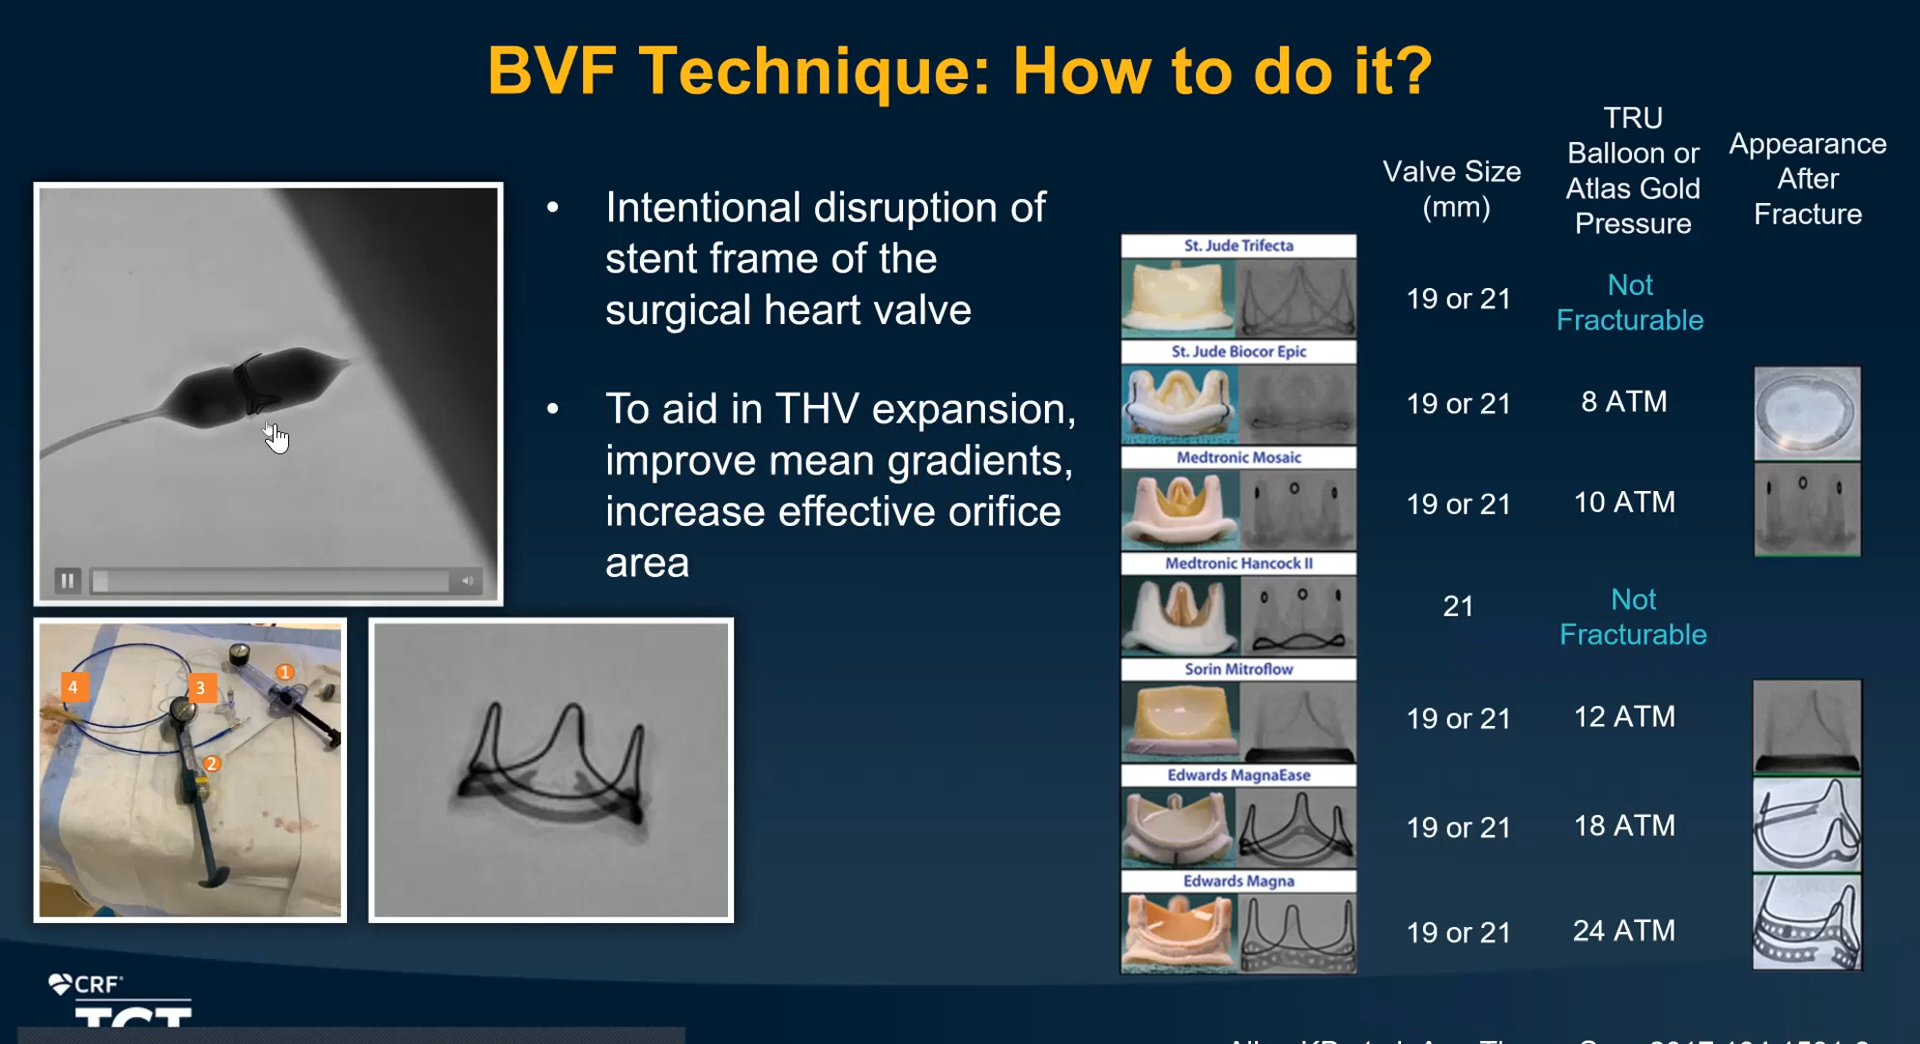 BVF Technique: How to do it?
Intentional disruption of
stent frame of the
surgical heart valve
To aid in THV expansion,
improve mean gradients,
increase effective orifice
area
4
3
1
2
Valve Size
(mm)
TRU
Balloon or
Atlas Gold
Pressure
Appearance
After
Fracture
St. Jude Trifecta
19 or 21
Not
Fracturable
St. Jude Biocor Epic
19 or 21
8 ATM
Medtronic Mosaic
19 or 21
10 ATM
Medtronic Hancock II
21
Not
Fracturable
Sorin Mitroflow
19 or 21
12 ATM
Edwards MagnaEase
19 or 21
18 ATM
Edwards Magna
19 or 21
24 ATM
CRF
TCT